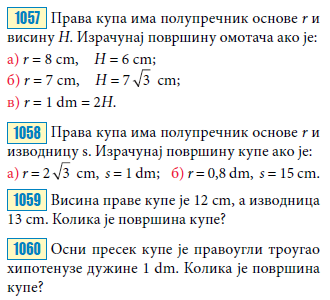 1057 Права купа има полупречник основе r и
висину H. Израчунај површину омотача ако је:
а) r = 8 cm, H = 6 cm;
б) r = 7 cm, H = 7√3 cm;
в) r = 1 dm = 2H.
1058 Права купа има полупречник основе r и
изводницу s. Израчунај површину купе ако је:
а) r = 2√3 cm, s = 1 dm; б) r = 0,8 dm, s = 15 cm.
1059 Висина праве купе је 12 cm, а изводница
13 cm. Колика је површина купе?
1060 Осни пресек купе је правоугли троугао
хипотенузе дужине 1 dm. Колика је површина
купе?